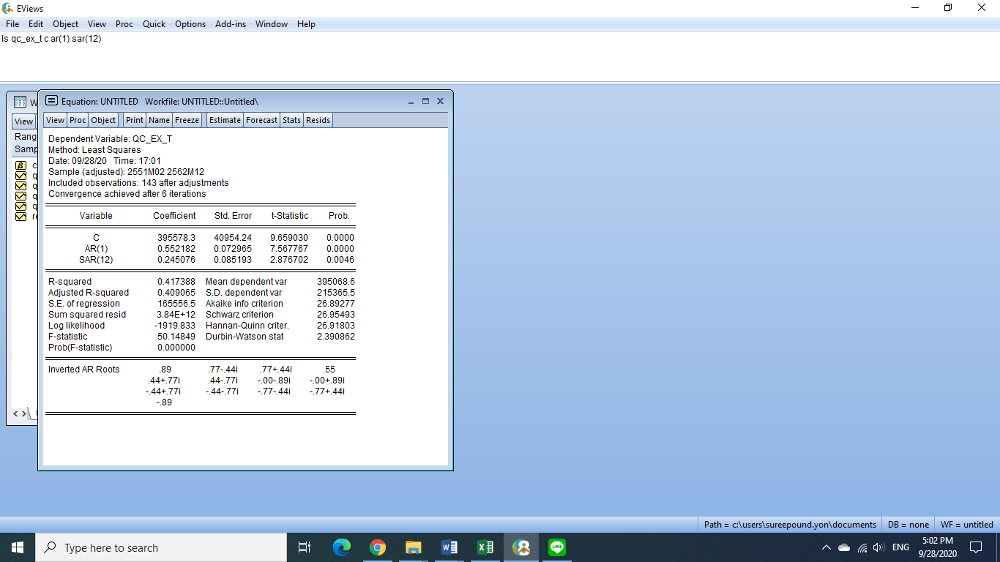 EViews
File Edit Object View Proc Quick Options Add-ins Window Help
ls qc_ex_t c ar(1) sar(12)
Equation: UNTITLED Workfile: UNTITLED::Untitled\
View
View Proc Object Print Name Freeze Estimate Forecast Stats Resids
Dependent Variable: QC_EX_T
Method: Least Squares
Date: 09/28/20 Time: 17:01
Sample (adjusted): 2551M02 2562M12
Included observations: 143 after adjustments
Convergence achieved after 6 iterations
Variable Coefficient Std. Error t-Statistic Prob.
C 395578.3 40954.24 9.659030 0.0000
AR(1) 0.552182 0.072965 7.567767 0.0000
SAR(12) 0.245076 0.085193 2.876702 0.0046
R-squared 0.417388 Mean dependent var 395068.6
Adjusted R-squared 0.409065 S.D. dependent var 215365.5
S.E. of regression 165556.5 Akaike info criterion 26.89277
Sum squared resid 3.84E+12 Schwarz criterion 26.95493
Log likelihood -1919.833 Hannan-Quinn criter. 26.91803
F-statistic 50.14849 Durbin-Watson stat 2.390862
Prob(F-statistic) 0.000000
Inverted AR Roots .89 .77-.44i .77+.44i .55
.44+.77i .44-.77i -.00-.89i -.00+.89i
-.44+.77i -.44-.77i -.77-.44i -.77+.44i
-.89
Path = c:\users\sureepound.yon\documents DB = none WF = untitled
Type here to search
LINE
ENG
5:02 PM
9/28/2020